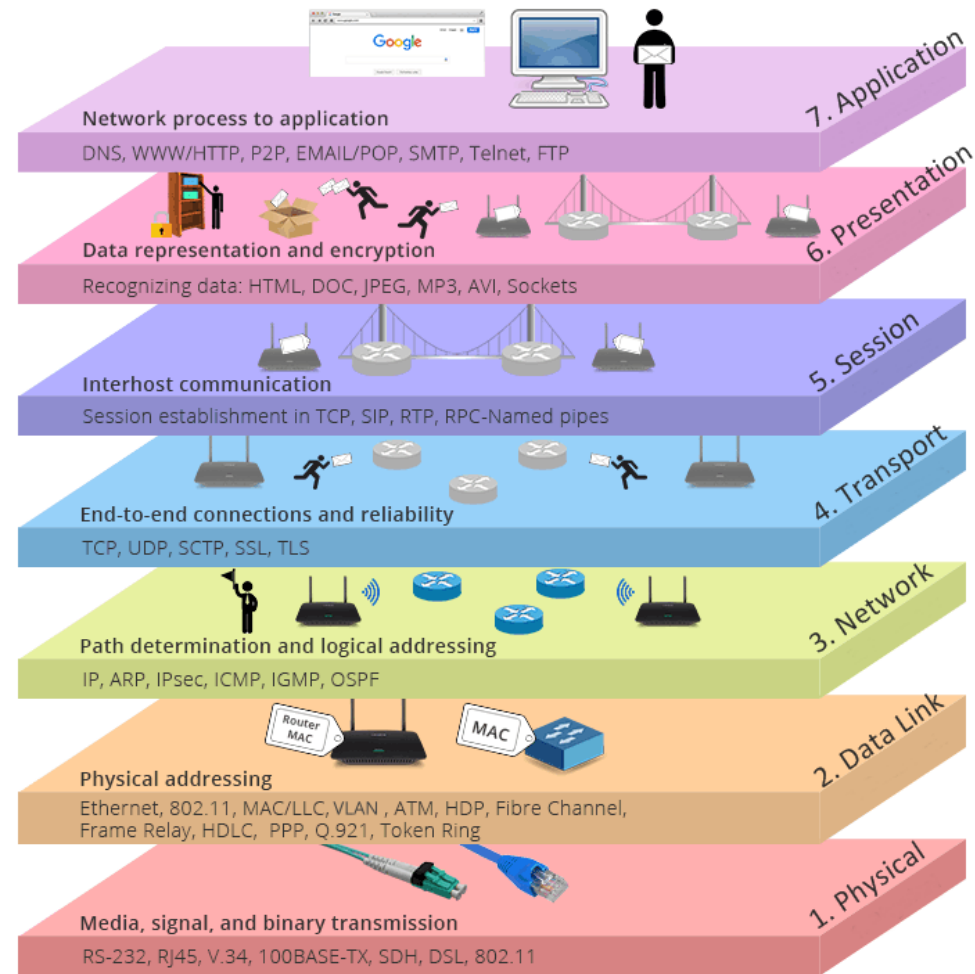 Google
7. Application
Network process to application
DNS, WWW/HTTP, P2P, EMAIL/POP, SMTP, Telnet, FTP
6. Presentation
Data representation and encryption
Recognizing data: HTML, DOC, JPEG, MP3, AVI, Sockets
5. Session
Interhost communication
Session establishment in TCP, SIP, RTP, RPC-Named pipes
4. Transport
End-to-end connections and reliability
TCP, UDP, SCTP, SSL, TLS
3. Network
Path determination and logical addressing
IP, ARP, IPsec, ICMP, IGMP, OSPF
Router
MAC
MAC
2. Data Link
Physical addressing
Ethernet, 802.11, MAC/LLC, VLAN , ATM, HDP, Fibre Channel,
Frame Relay, HDLC, PPP, Q.921, Token Ring
1. Physical
Media, signal, and binary transmission
RS-232, RJ45, V.34, 100BASE-TX, SDH, DSL, 802.11